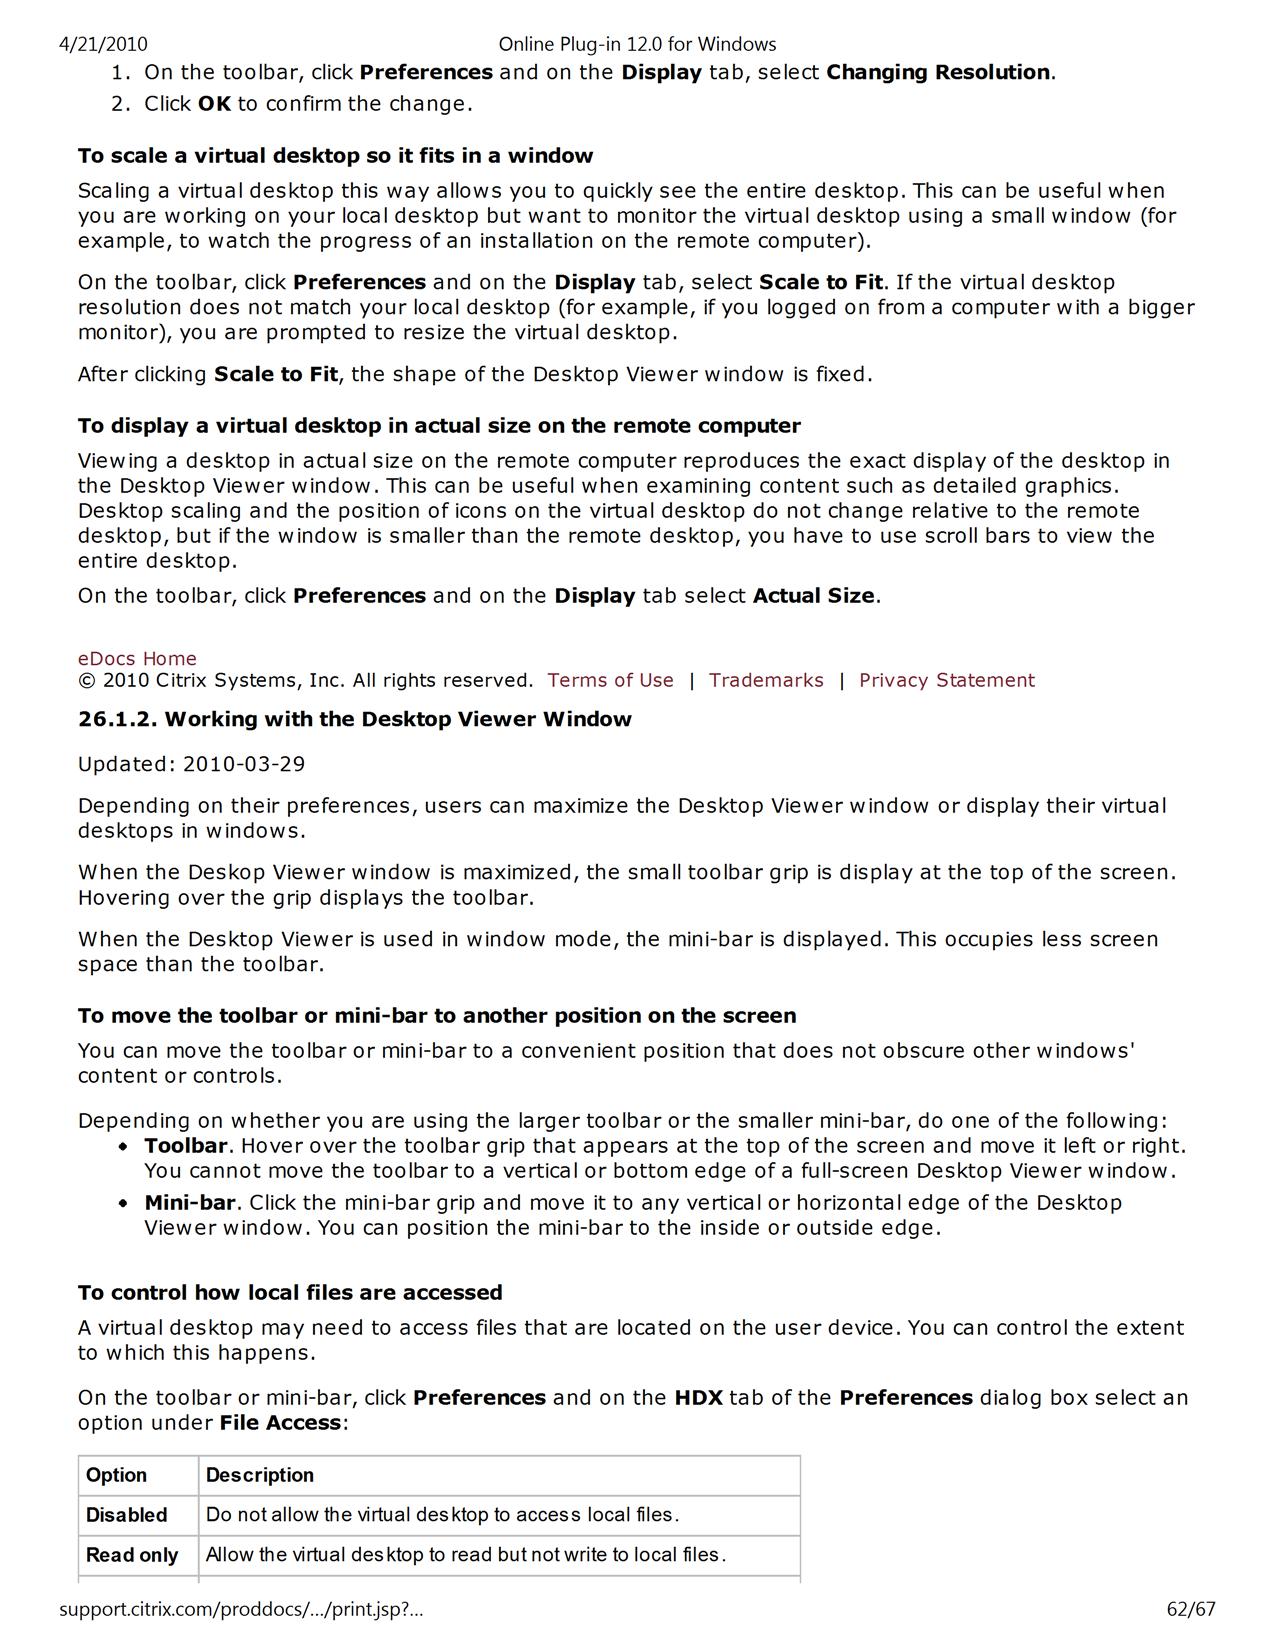 4/21/2010 Online Plug-in 12.0 for Windows
1. On the toolbar, click Preferences and on the Display tab, select Changing Resolution.
2. Click OK to confirm the change.
To scale a virtual desktop so it fits in a window
Scaling a virtual desktop this way allows you to quickly see the entire desktop. This can be useful when
you are working on your local desktop but want to monitor the virtual desktop using a small window (for
example, to watch the progress of an installation on the remote computer).
On the toolbar, click Preferences and on the Display tab, select Scale to Fit. If the virtual desktop
resolution does not match your local desktop (for example, if you logged on from a computer with a bigger
monitor), you are prompted to resize the virtual desktop.
After clicking Scale to Fit, the shape of the Desktop Viewer window is fixed.
To display a virtual desktop in actual size on the remote computer
Viewing a desktop in actual size on the remote computer reproduces the exact display of the desktop in
the Desktop Viewer window. This can be useful when examining content such as detailed graphics.
Desktop scaling and the position of icons on the virtual desktop do not change relative to the remote
desktop, but if the window is smaller than the remote desktop, you have to use scroll bars to view the
entire desktop.
On the toolbar, click Preferences and on the Display tab select Actual Size.
eDocs Home
© 2010 Citrix Systems, Inc. All rights reserved. Terms of Use | Trademarks | Privacy Statement
26.1.2. Working with the Desktop Viewer Window
Updated: 2010-03-29
Depending on their preferences, users can maximize the Desktop Viewer window or display their virtual
desktops in windows.
When the Deskop Viewer window is maximized, the small toolbar grip is display at the top of the screen.
Hovering over the grip displays the toolbar.
When the Desktop Viewer is used in window mode, the mini-bar is displayed. This occupies less screen
space than the toolbar.
To move the toolbar or mini-bar to another position on the screen
You can move the toolbar or mini-bar to a convenient position that does not obscure other windows'
content or controls.
Depending on whether you are using the larger toolbar or the smaller mini-bar, do one of the following:
• Toolbar. Hover over the toolbar grip that appears at the top of the screen and move it left or right.
You cannot move the toolbar to a vertical or bottom edge of a full-screen Desktop Viewer window.
• Mini-bar. Click the mini-bar grip and move it to any vertical or horizontal edge of the Desktop
Viewer window. You can position the mini-bar to the inside or outside edge.
To control how local files are accessed
A virtual desktop may need to access files that are located on the user device. You can control the extent
to which this happens.
On the toolbar or mini-bar, click Preferences and on the HDX tab of the Preferences dialog box select an
option under File Access:
Option Description
Disabled Do not allow the virtual desktop to access local files.
Read only Allow the virtual desktop to read but not write to local files.
support.citrix.com/proddocs/.../print.jsp?... 62/67